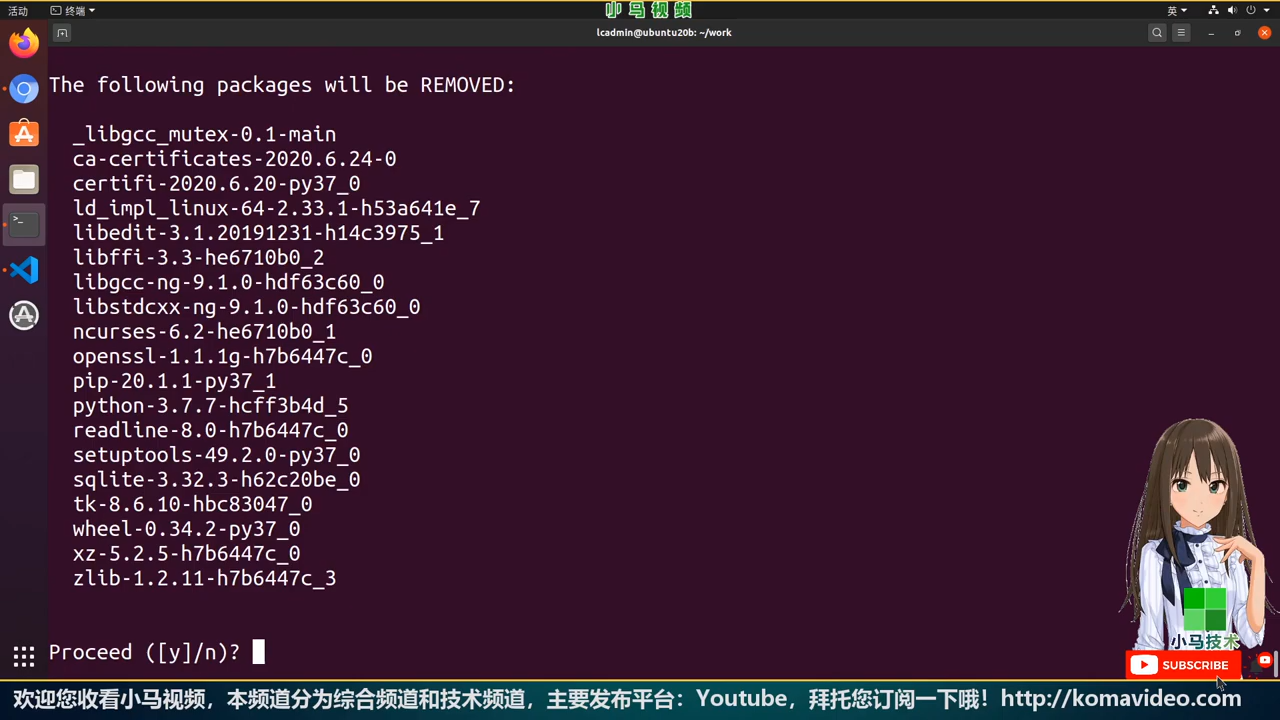 活动
终端
小马视频
英
lcadmin@ubuntu20b: ~/work
The following packages will be REMOVED:
_libgcc_mutex-0.1-main
ca-certificates-2020.6.24-0
certifi-2020.6.20-py37_0
ld_impl_linux-64-2.33.1-h53a641e_7
libedit-3.1.20191231-h14c3975_1
libffi-3.3-he6710b0_2
libgcc-ng-9.1.0-hdf63c60_0
libstdcxx-ng-9.1.0-hdf63c60_0
ncurses-6.2-he6710b0_1
openssl-1.1.1g-h7b6447c_0
pip-20.1.1-py37_1
python-3.7.7-hcff3b4d_5
readline-8.0-h7b6447c_0
setuptools-49.2.0-py37_0
sqlite-3.32.3-h62c20be_0
tk-8.6.10-hbc83047_0
wheel-0.34.2-py37_0
xz-5.2.5-h7b6447c_0
zlib-1.2.11-h7b6447c_3
Proceed ([y]/n)?
小马技术
SUBSCRIBE
欢迎您收看小马视频，本频道分为综合频道和技术频道，主要发布平台：Youtube，拜托您订阅一下哦！http://komavideo.com